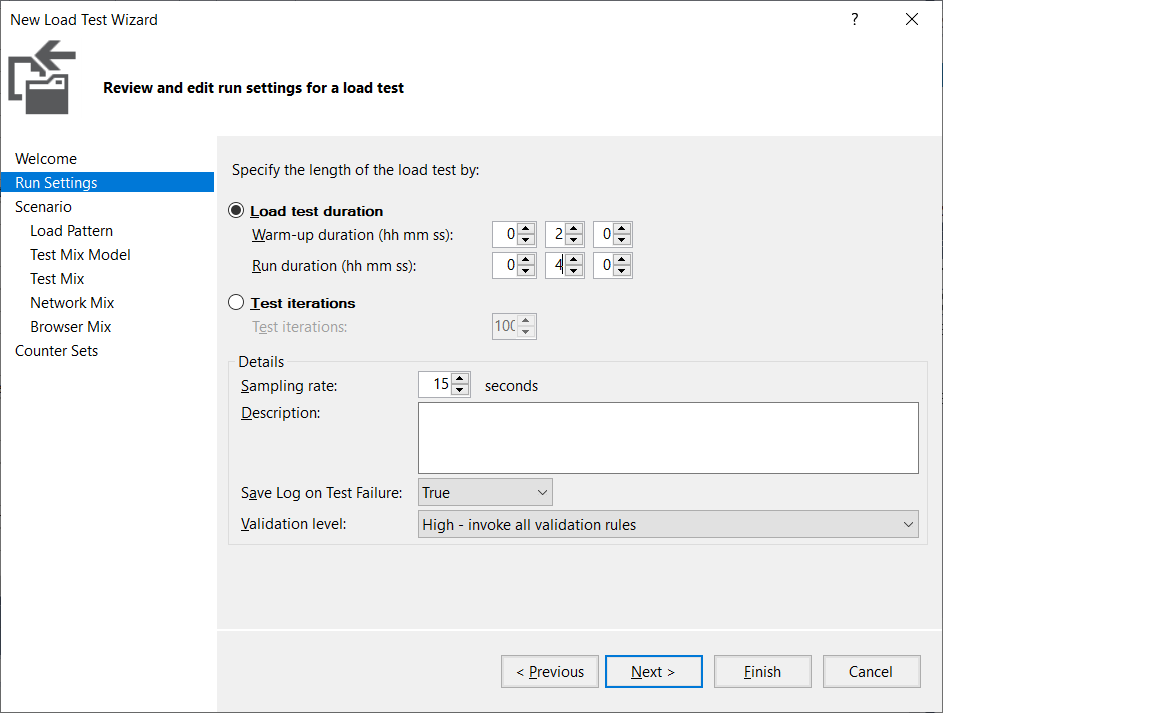 New Load Test Wizard
?
Review and edit run settings for a load test
Welcome
Run Settings
Scenario
Load Pattern
Test Mix Model
Test Mix
Network Mix
Browser Mix
Counter Sets
Specify the length of the load test by:
Load test duration
Warm-up duration (hh mm ss): 0 2 0
Run duration (hh mm ss): 0 4 0
Test iterations
Test iterations: 100
Details
Sampling rate: 15 seconds
Description:
Save Log on Test Failure: True
Validation level: High - invoke all validation rules
< Previous Next > Finish Cancel